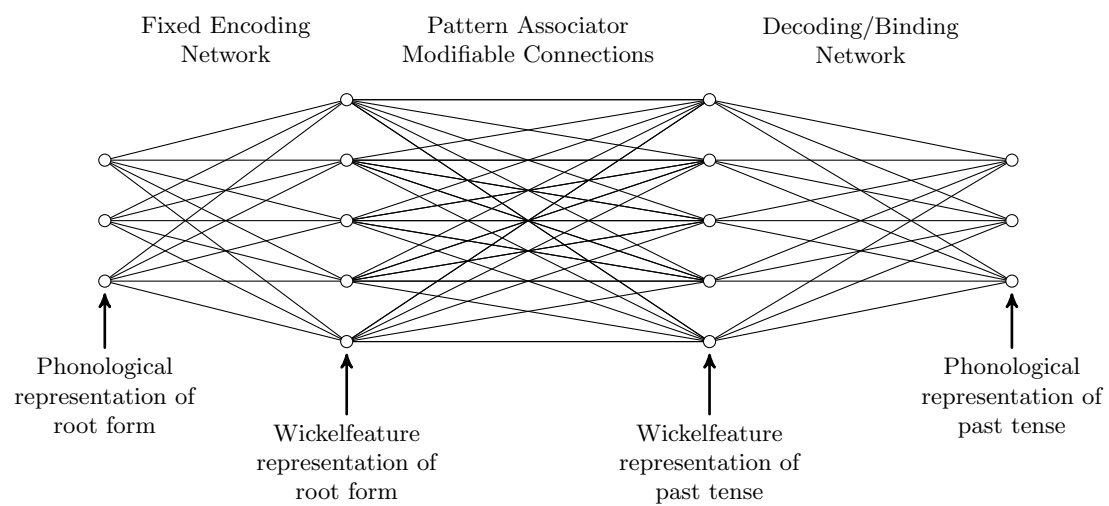 Fixed Encoding
Network
Pattern Associator
Modifiable Connections
Decoding/Binding
Network
Phonological
representation of
root form
Wickelfeature
representation of
root form
Wickelfeature
representation of
past tense
Phonological
representation of
past tense